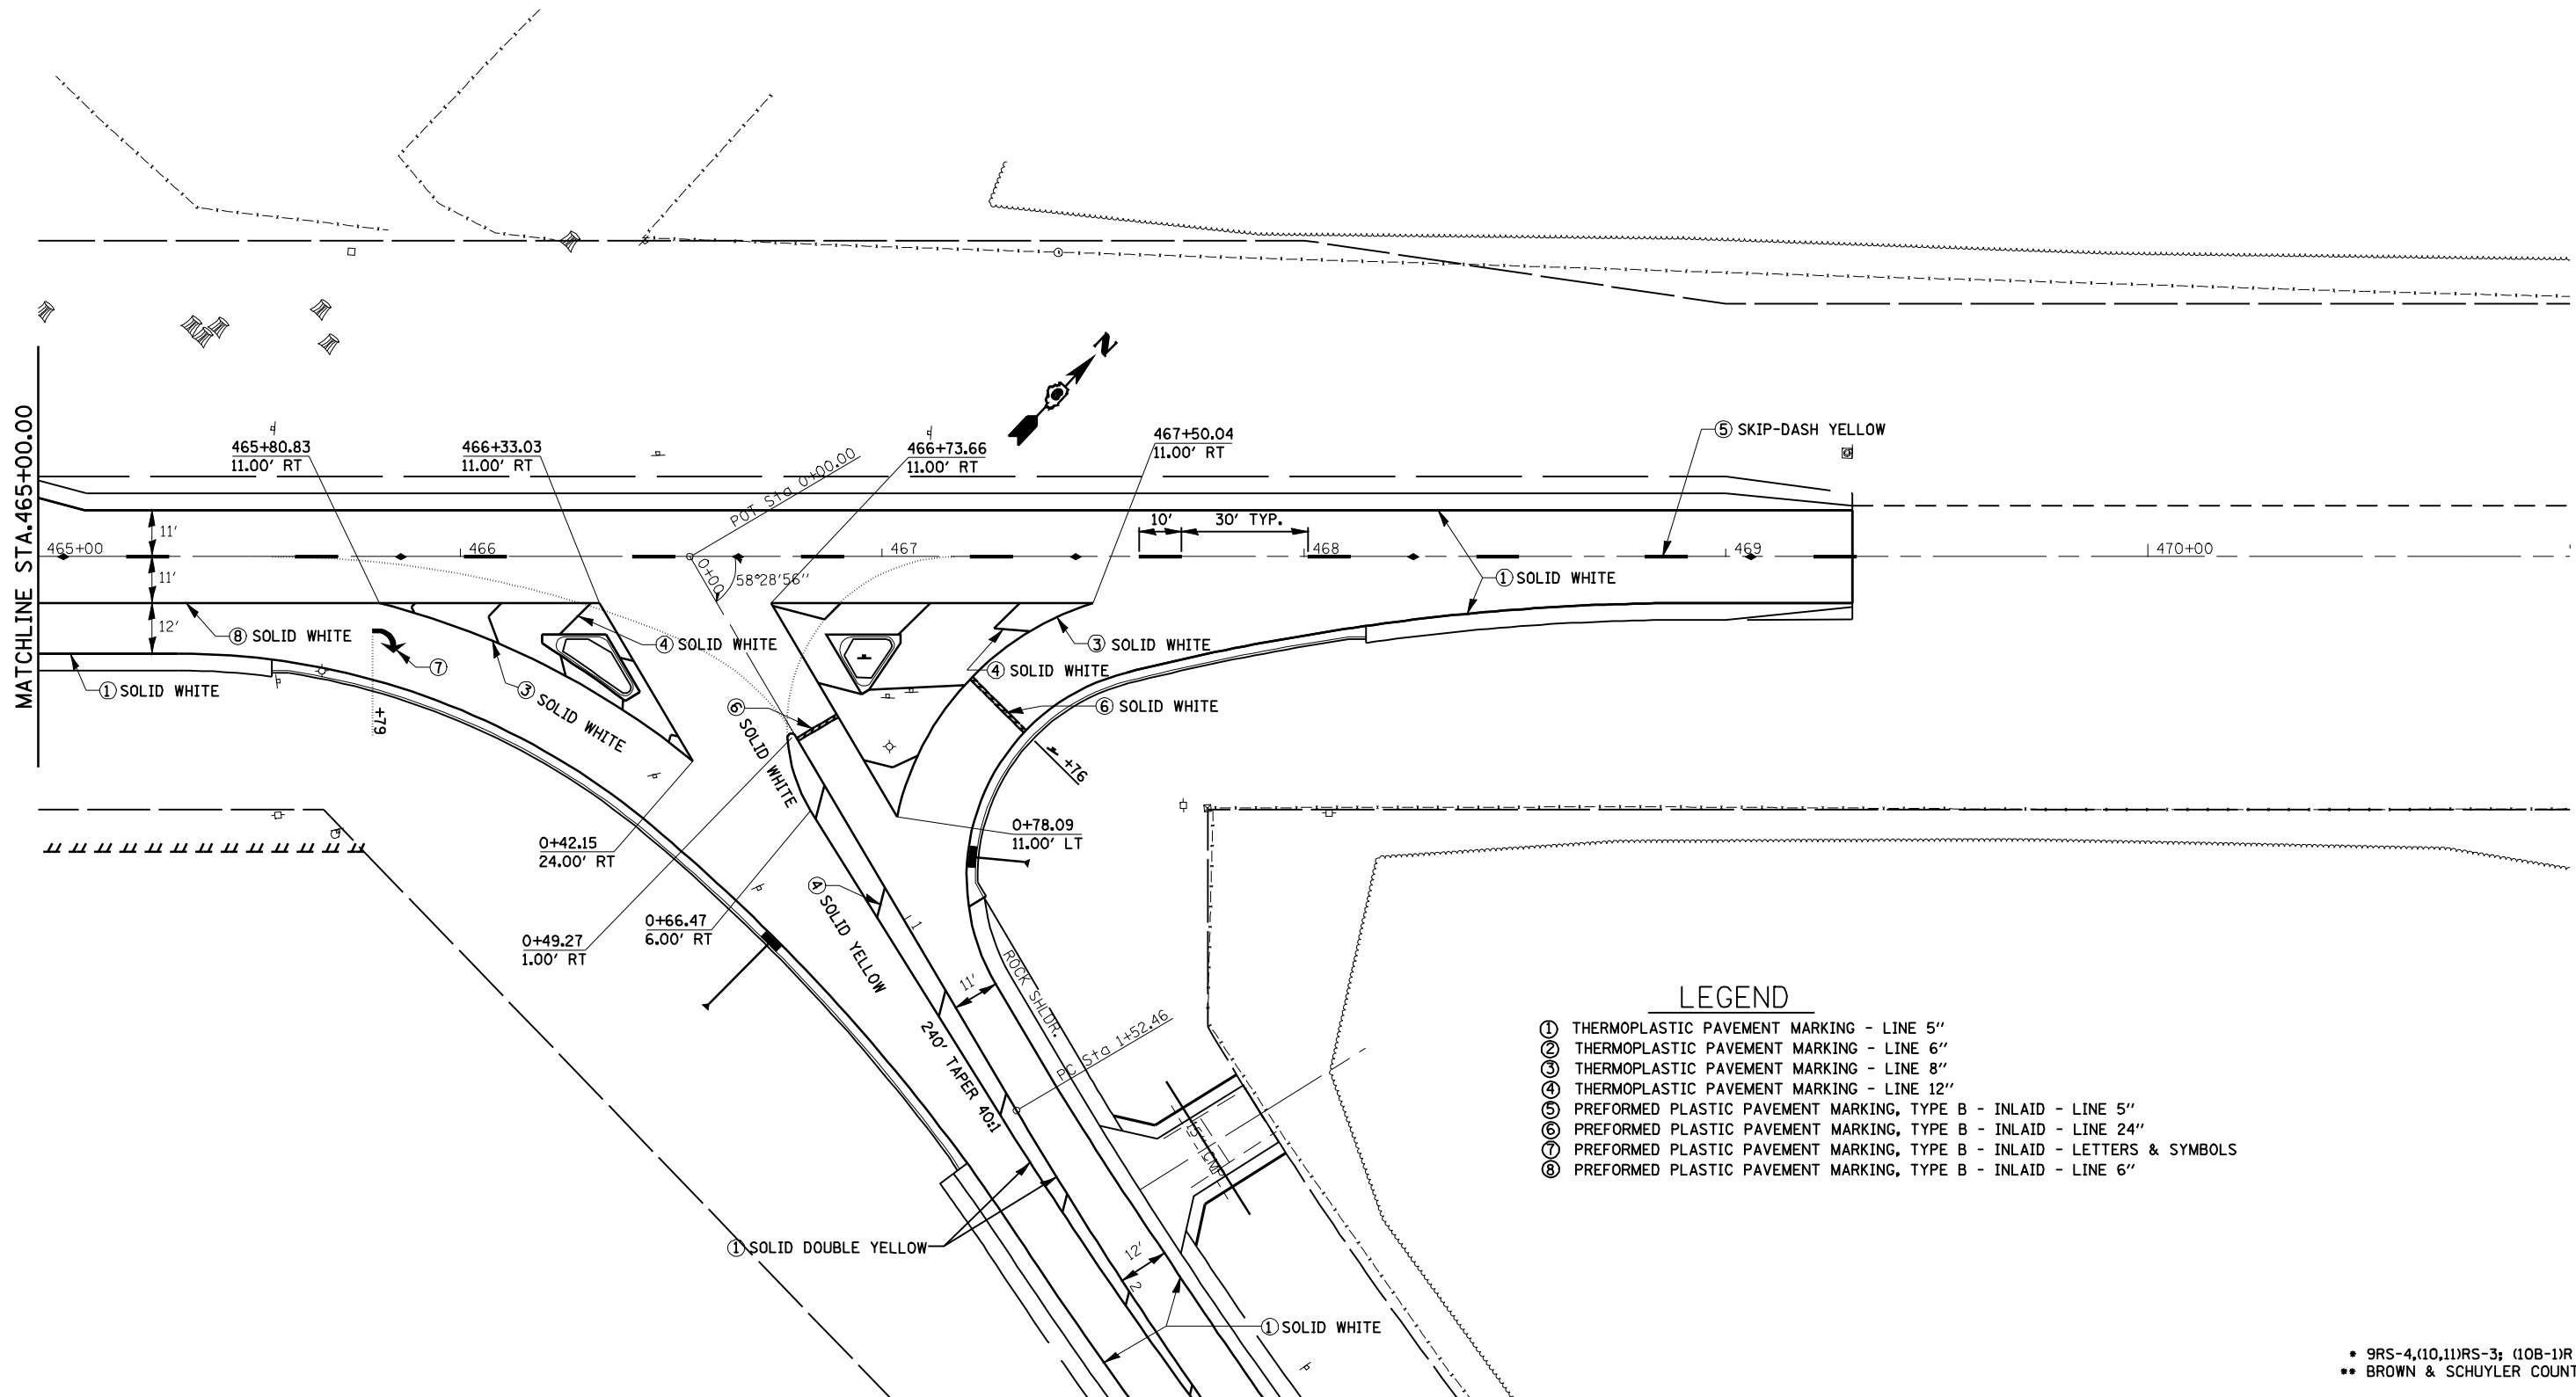 N
MATCHLINE STA.465+00.00
465+80.83
11.00' RT
466+33.03
11.00' RT
POT Sta 0+00.00
466+73.66
11.00' RT
467+50.04
11.00' RT
⑤ SKIP-DASH YELLOW
11'
10'
30' TYP.
465+00
466
467
468
469
470+00
0+00
58°28'56"
11'
① SOLID WHITE
12'
⑧ SOLID WHITE
④ SOLID WHITE
③ SOLID WHITE
⑦
④ SOLID WHITE
① SOLID WHITE
③ SOLID WHITE
⑥ SOLID WHITE
⑥ SOLID WHITE
+79
+76
0+42.15
24.00' RT
0+78.09
11.00' LT
④ SOLID YELLOW
0+66.47
6.00' RT
0+49.27
1.00' RT
1
11'
ROCK SHLDR.
240' TAPER 40:1
PC Sta 1+52.46
15" CMP
① SOLID DOUBLE YELLOW
12'
2
① SOLID WHITE
LEGEND
① THERMOPLASTIC PAVEMENT MARKING - LINE 5"
② THERMOPLASTIC PAVEMENT MARKING - LINE 6"
③ THERMOPLASTIC PAVEMENT MARKING - LINE 8"
④ THERMOPLASTIC PAVEMENT MARKING - LINE 12"
⑤ PREFORMED PLASTIC PAVEMENT MARKING, TYPE B - INLAID - LINE 5"
⑥ PREFORMED PLASTIC PAVEMENT MARKING, TYPE B - INLAID - LINE 24"
⑦ PREFORMED PLASTIC PAVEMENT MARKING, TYPE B - INLAID - LETTERS & SYMBOLS
⑧ PREFORMED PLASTIC PAVEMENT MARKING, TYPE B - INLAID - LINE 6"
* 9RS-4,(10,11)RS-3; (10B-1)R
** BROWN & SCHUYLER COUNT